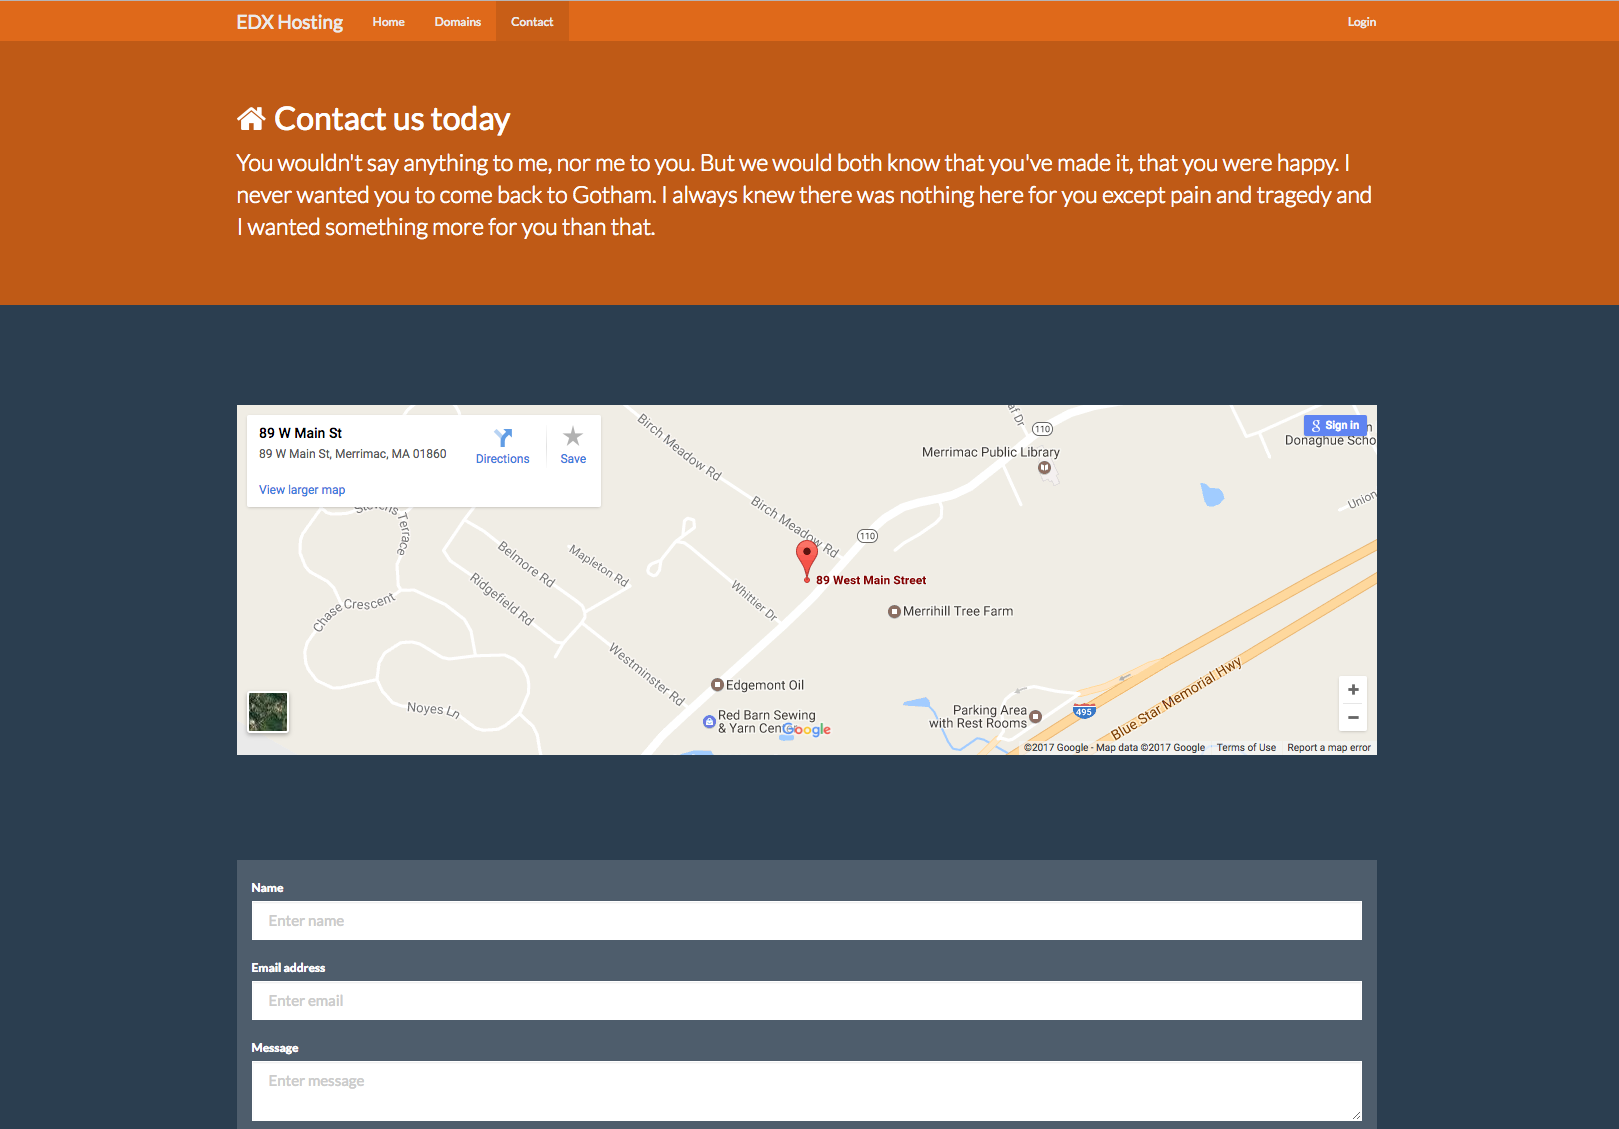 EDX Hosting
Home
Domains
Contact
Login
Contact us today
You wouldn't say anything to me, nor me to you. But we would both know that you've made it, that you were happy. I
never wanted you to come back to Gotham. I always knew there was nothing here for you except pain and tragedy and
I wanted something more for you than that.
89 W Main St
89 W Main St, Merrimac, MA 01860
Directions
Save
View larger map
Sign in
Donaghue Scho
110
Merrimac Public Library
Birch Meadow Rd
Birch Meadow Rd
Union
110
Terrace
Belmore Rd
Mapleton Rd
89 West Main Street
Ridgefield Rd
Whittier Dr
Merrihill Tree Farm
Chase Crescent
Westminster Rd
Edgemont Oil
Noyes Ln
Red Barn Sewing
& Yarn Center
Google
Parking Area
with Rest Rooms
495
Blue Star Memorial Hwy
+
−
©2017 Google - Map data ©2017 Google
Terms of Use
Report a map error
Name
Enter name
Email address
Enter email
Message
Enter message